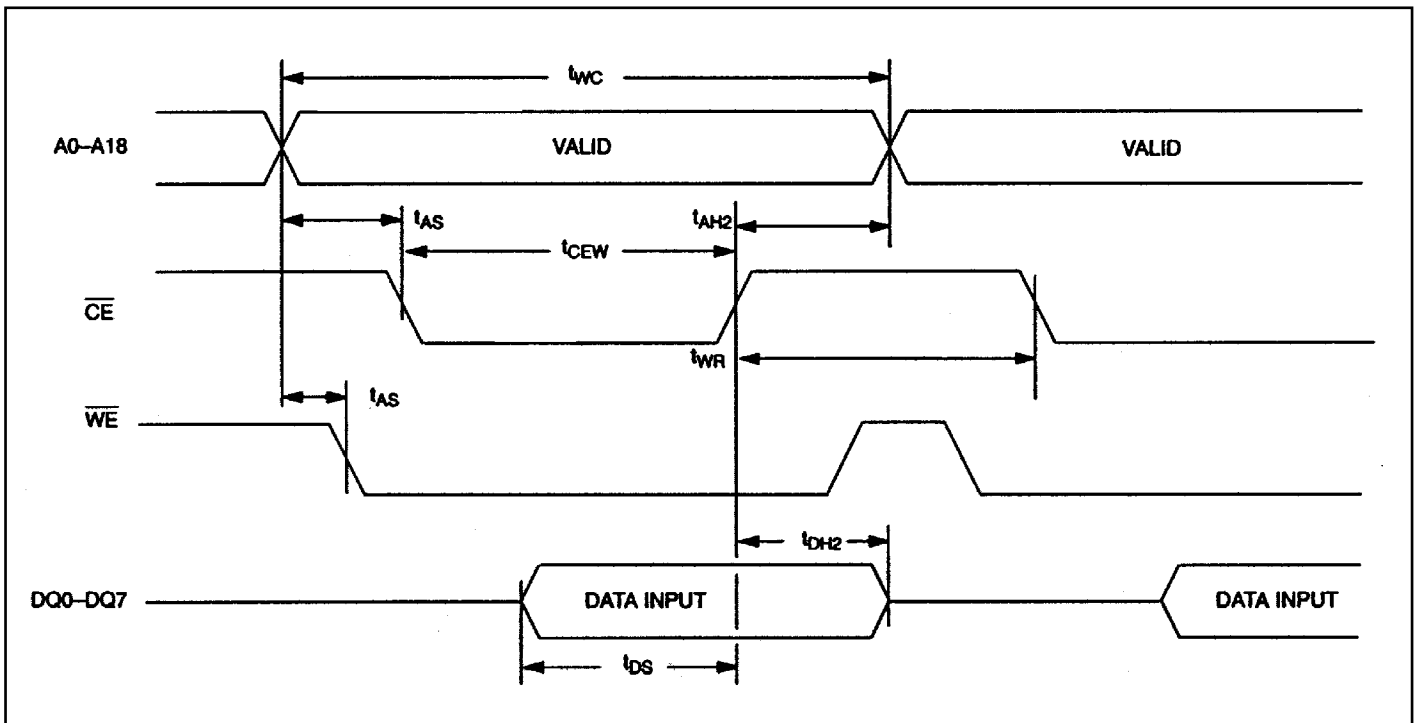 tWC
A0–A18 VALID VALID
tAS tAH2
tCEW
CE
tWR
tAS
WE
tDH2
DQ0–DQ7 DATA INPUT DATA INPUT
tDS